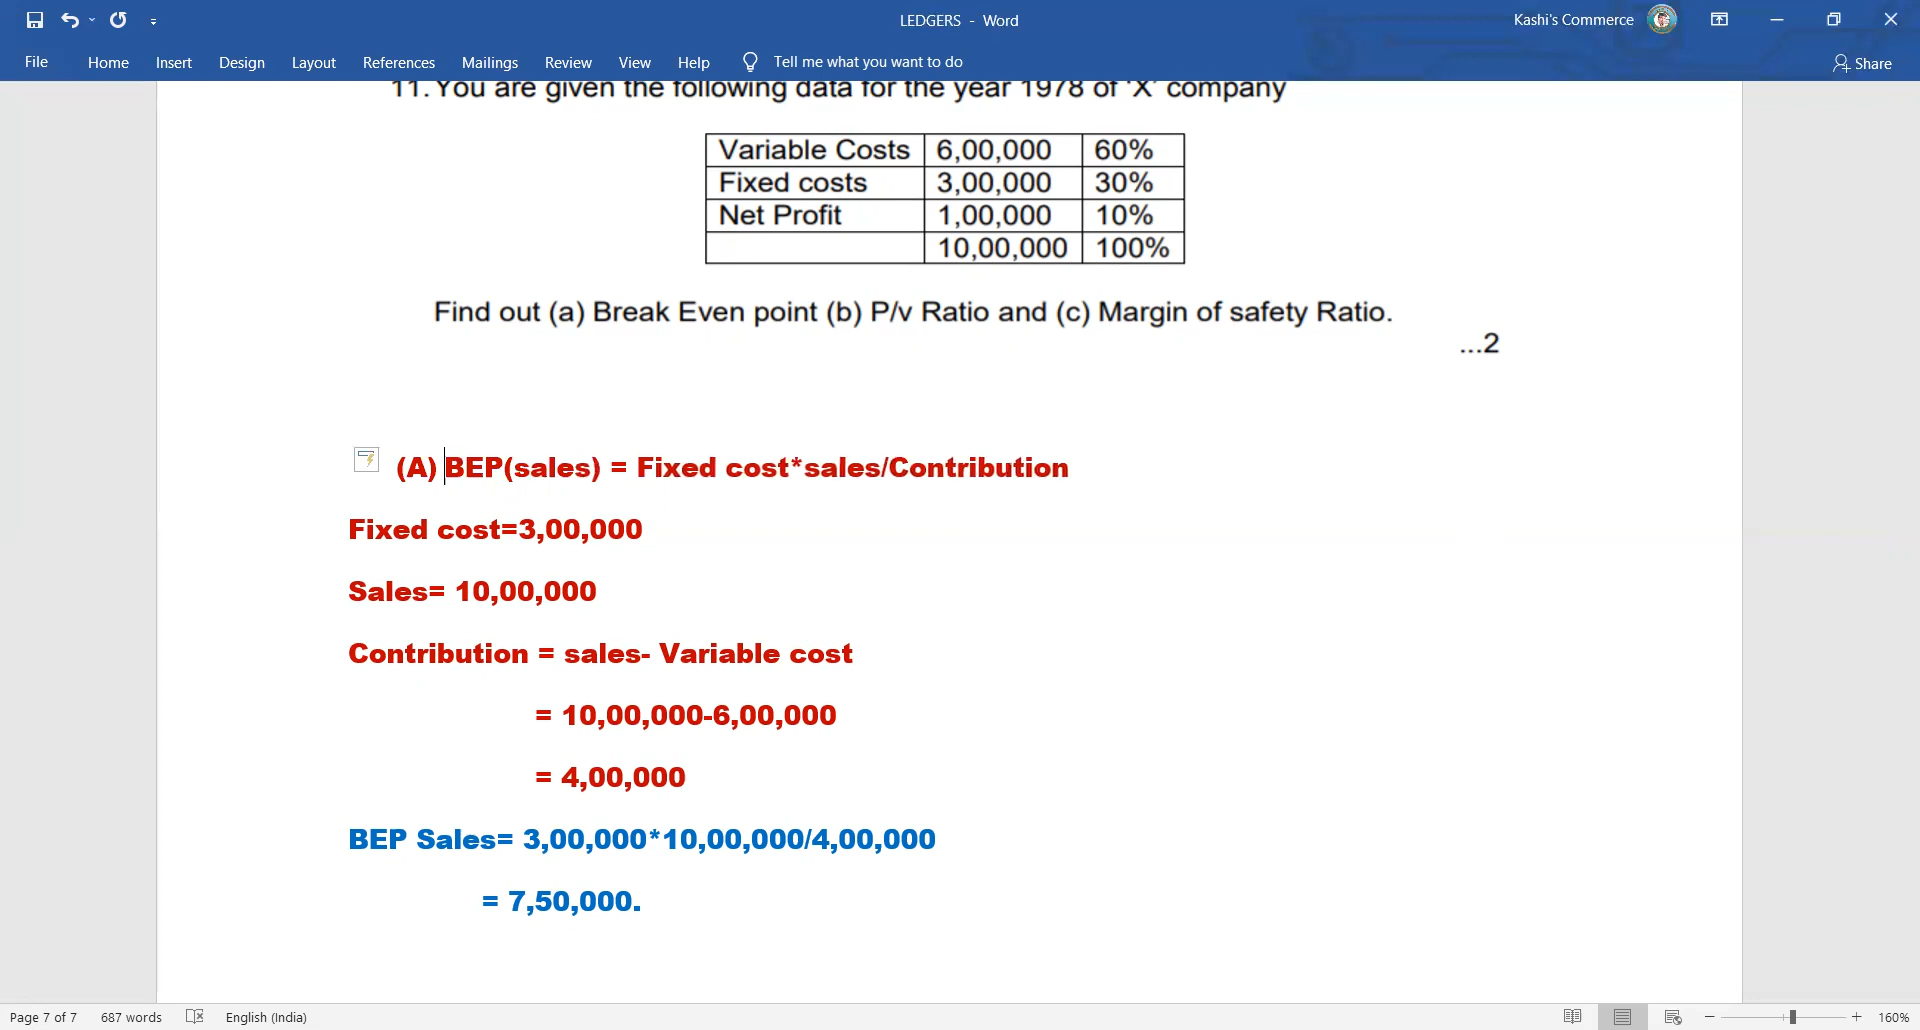 LEDGERS - Word
Kashi's Commerce
File Home Insert Design Layout References Mailings Review View Help Tell me what you want to do Share
11. You are given the following data for the year 1978 of 'X' company
Variable Costs 6,00,000 60%
Fixed costs 3,00,000 30%
Net Profit 1,00,000 10%
10,00,000 100%
Find out (a) Break Even point (b) P/v Ratio and (c) Margin of safety Ratio.
...2
(A) BEP(sales) = Fixed cost*sales/Contribution
Fixed cost=3,00,000
Sales= 10,00,000
Contribution = sales- Variable cost
= 10,00,000-6,00,000
= 4,00,000
BEP Sales= 3,00,000*10,00,000/4,00,000
= 7,50,000.
Page 7 of 7 687 words English (India) 160%